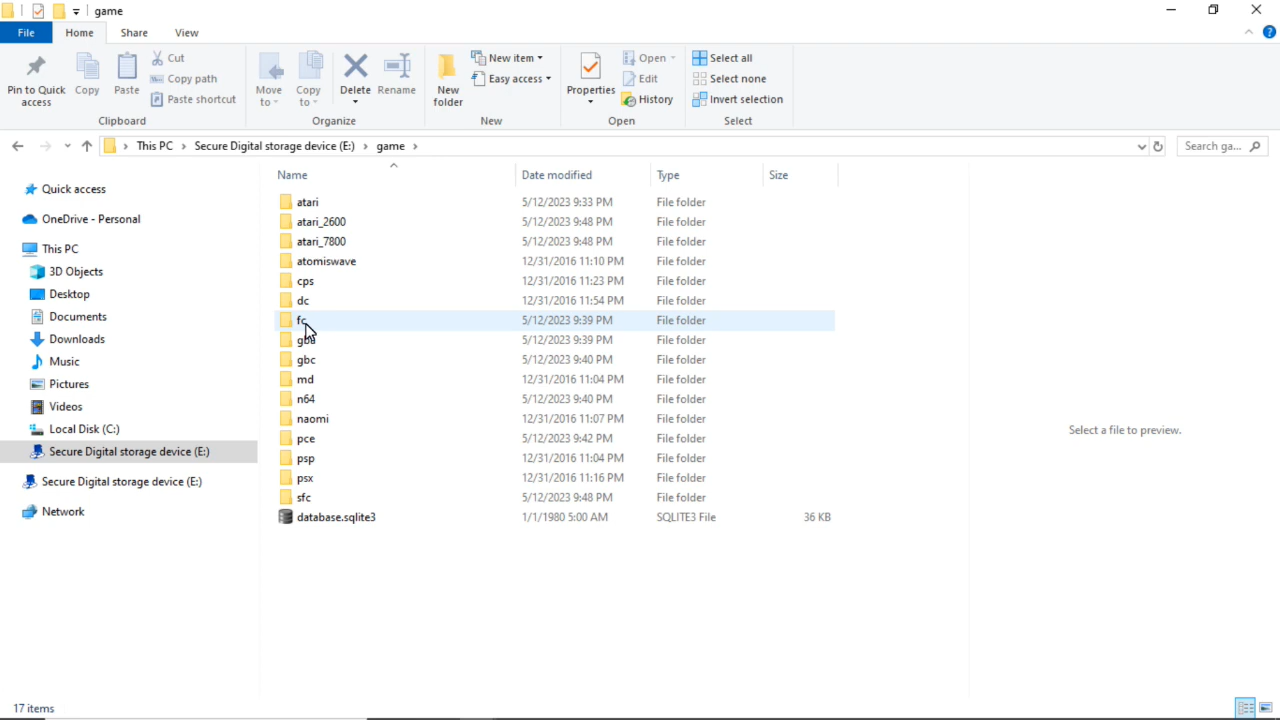 game
File Home Share View
Pin to Quick access
Copy
Paste
Cut
Copy path
Paste shortcut
Clipboard
Move to
Copy to
Delete
Rename
Organize
New folder
New item
Easy access
New
Properties
Open
Edit
History
Open
Select all
Select none
Invert selection
Select
This PC > Secure Digital storage device (E:) > game >
Search ga...
Quick access
OneDrive - Personal
This PC
3D Objects
Desktop
Documents
Downloads
Music
Pictures
Videos
Local Disk (C:)
Secure Digital storage device (E:)
Secure Digital storage device (E:)
Network
Name Date modified Type Size
atari 5/12/2023 9:33 PM File folder
atari_2600 5/12/2023 9:48 PM File folder
atari_7800 5/12/2023 9:48 PM File folder
atomiswave 12/31/2016 11:10 PM File folder
cps 12/31/2016 11:23 PM File folder
dc 12/31/2016 11:54 PM File folder
fc 5/12/2023 9:39 PM File folder
5/12/2023 9:39 PM File folder
gbc 5/12/2023 9:40 PM File folder
md 12/31/2016 11:04 PM File folder
n64 5/12/2023 9:40 PM File folder
naomi 12/31/2016 11:07 PM File folder
pce 5/12/2023 9:42 PM File folder
psp 12/31/2016 11:04 PM File folder
psx 12/31/2016 11:16 PM File folder
sfc 5/12/2023 9:48 PM File folder
database.sqlite3 1/1/1980 5:00 AM SQLITE3 File 36 KB
Select a file to preview.
17 items